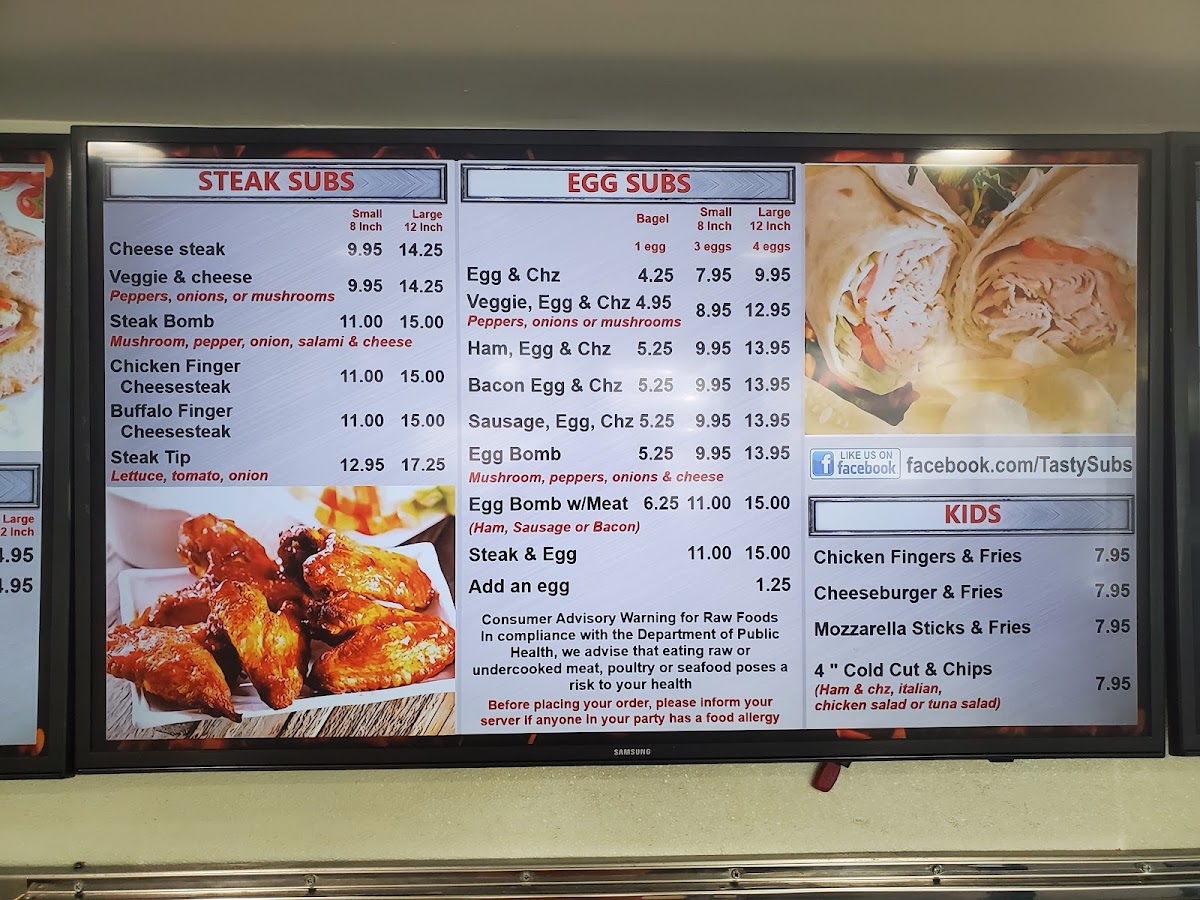 Large
2 Inch
4.95
4.95
STEAK SUBS
Small Large
8 Inch 12 Inch
Cheese steak 9.95 14.25
Veggie & cheese 9.95 14.25
Peppers, onions, or mushrooms
Steak Bomb 11.00 15.00
Mushroom, pepper, onion, salami & cheese
Chicken Finger
Cheesesteak 11.00 15.00
Buffalo Finger
Cheesesteak 11.00 15.00
Steak Tip 12.95 17.25
Lettuce, tomato, onion
EGG SUBS
Bagel Small Large
8 Inch 12 Inch
1 egg 3 eggs 4 eggs
Egg & Chz 4.25 7.95 9.95
Veggie, Egg & Chz 4.95 8.95 12.95
Peppers, onions or mushrooms
Ham, Egg & Chz 5.25 9.95 13.95
Bacon Egg & Chz 5.25 9.95 13.95
Sausage, Egg, Chz 5.25 9.95 13.95
Egg Bomb 5.25 9.95 13.95
Mushroom, peppers, onions & cheese
Egg Bomb w/Meat 6.25 11.00 15.00
(Ham, Sausage or Bacon)
Steak & Egg 11.00 15.00
Add an egg 1.25
Consumer Advisory Warning for Raw Foods
In compliance with the Department of Public
Health, we advise that eating raw or
undercooked meat, poultry or seafood poses a
risk to your health
Before placing your order, please inform your
server if anyone in your party has a food allergy
f LIKE US ON
facebook
facebook.com/TastySubs
KIDS
Chicken Fingers & Fries 7.95
Cheeseburger & Fries 7.95
Mozzarella Sticks & Fries 7.95
4 " Cold Cut & Chips 7.95
(Ham & chz, italian,
chicken salad or tuna salad)
SAMSUNG